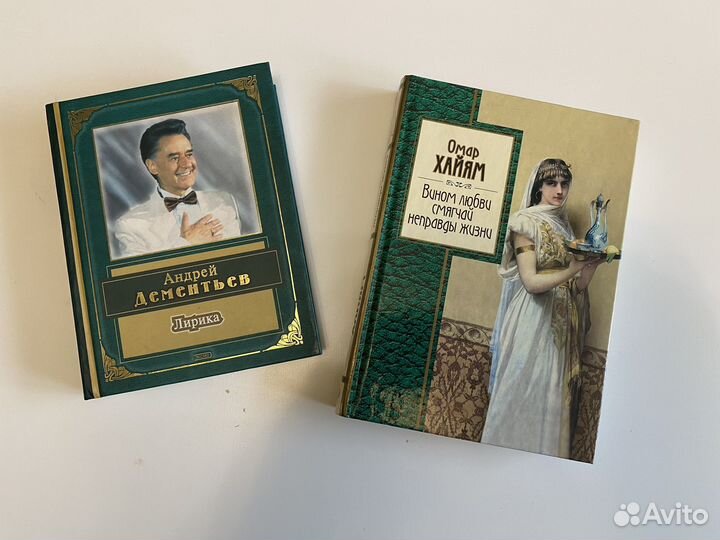 Андрей
Дементьев
Лирика
Омар
ХАЙЯМ
Вином любви
смягчай
неправды жизни
Avito